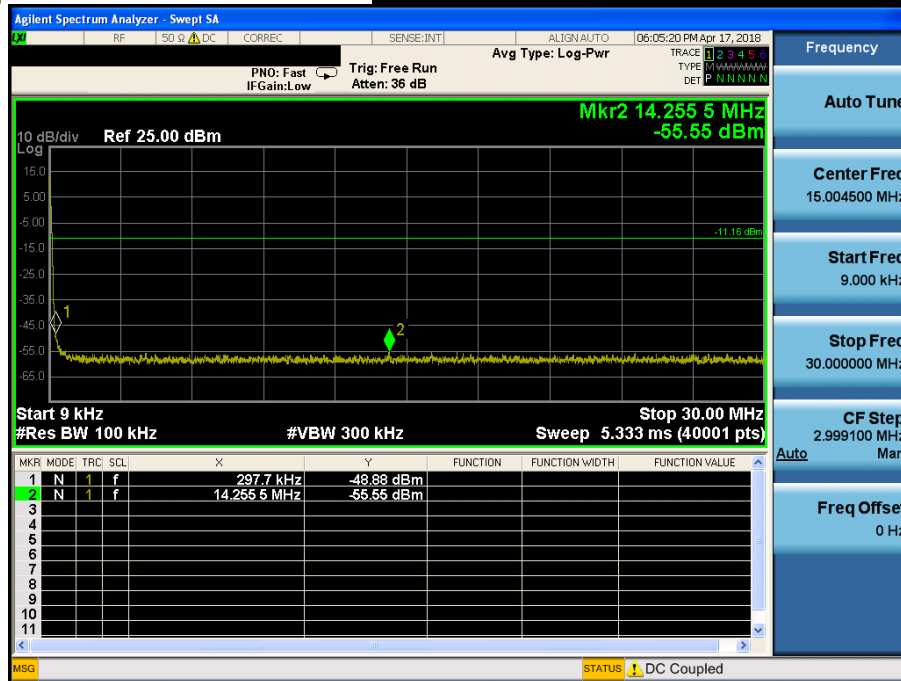 Agilent Spectrum Analyzer - Swept SA
LXI RF 50 Ω DC CORREC SENSE:INT ALIGN AUTO 06:05:20 PM Apr 17, 2018
Frequency
Avg Type: Log-Pwr
TRACE 1 2 3 4 5 6
PNO: Fast Trig: Free Run TYPE M WWWWW
IFGain:Low Atten: 36 dB DET P N N N N N
Auto Tune
Mkr2 14.255 5 MHz
10 dB/div Ref 25.00 dBm -55.55 dBm
Log
15.0
5.00
-5.00
-11.16 dBm
-15.0
-25.0
-35.0
1
-45.0
2
-55.0
-65.0
Start 9 kHz Stop 30.00 MHz
#Res BW 100 kHz #VBW 300 kHz Sweep 5.333 ms (40001 pts)
Center Freq
15.004500 MHz
Start Freq
9.000 kHz
Stop Freq
30.000000 MHz
CF Step
2.999100 MHz
Auto Man
Freq Offset
0 Hz
MKR MODE TRC SCL X Y FUNCTION FUNCTION WIDTH FUNCTION VALUE
1 N 1 f 297.7 kHz -48.88 dBm
2 N 1 f 14.255 5 MHz -55.55 dBm
3
4
5
6
7
8
9
10
11
MSG STATUS DC Coupled